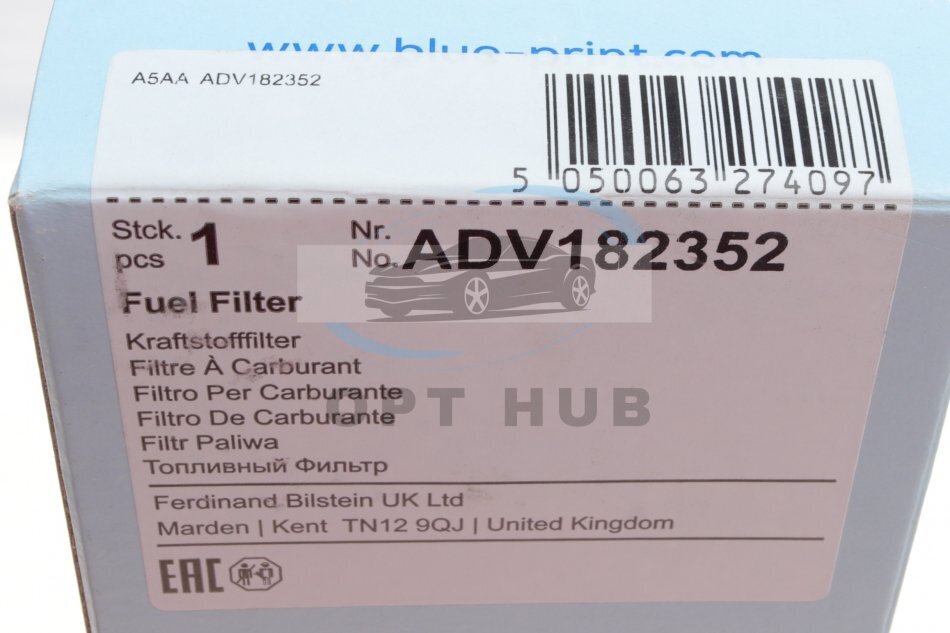 www.blue-print.com
A5AA ADV182352
5 050063 274097
Stck. 1 Nr. ADV182352
pcs No.
Fuel Filter
Kraftstofffilter
Filtre À Carburant
Filtro Per Carburante
Filtro De Carburante
OPT HUB
Filtr Paliwa
Топливный Фильтр
Ferdinand Bilstein UK Ltd
Marden | Kent TN12 9QJ | United Kingdom
EAC